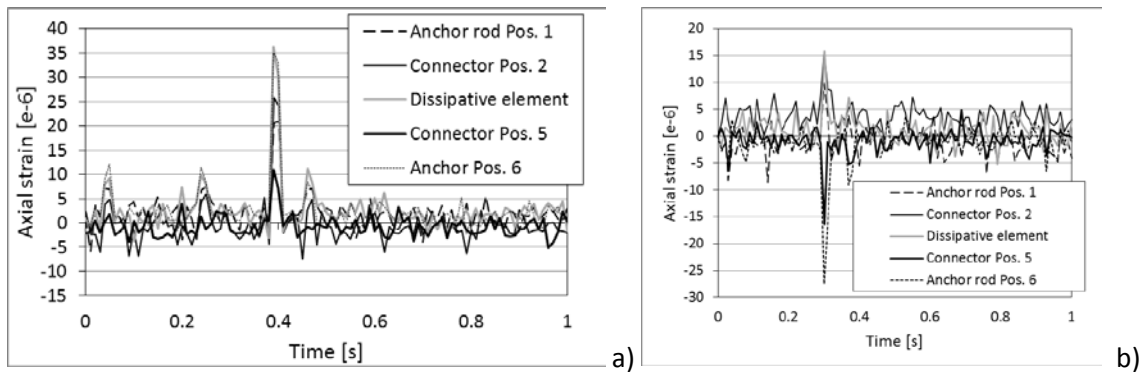 Axial strain [e-6]
40
35
30
25
20
15
10
5
0
-5
-10
-15
0
0.2
0.4
0.6
0.8
1
Time [s]
Anchor rod Pos. 1
Connector Pos. 2
Dissipative element
Connector Pos. 5
Anchor Pos. 6
a)
Axial strain [e-6]
20
15
10
5
0
-5
-10
-15
-20
-25
-30
0
0.2
0.4
0.6
0.8
1
Time [s]
Anchor rod Pos. 1
Connector Pos. 2
Dissipative element
Connector Pos. 5
Anchor rod Pos. 6
b)